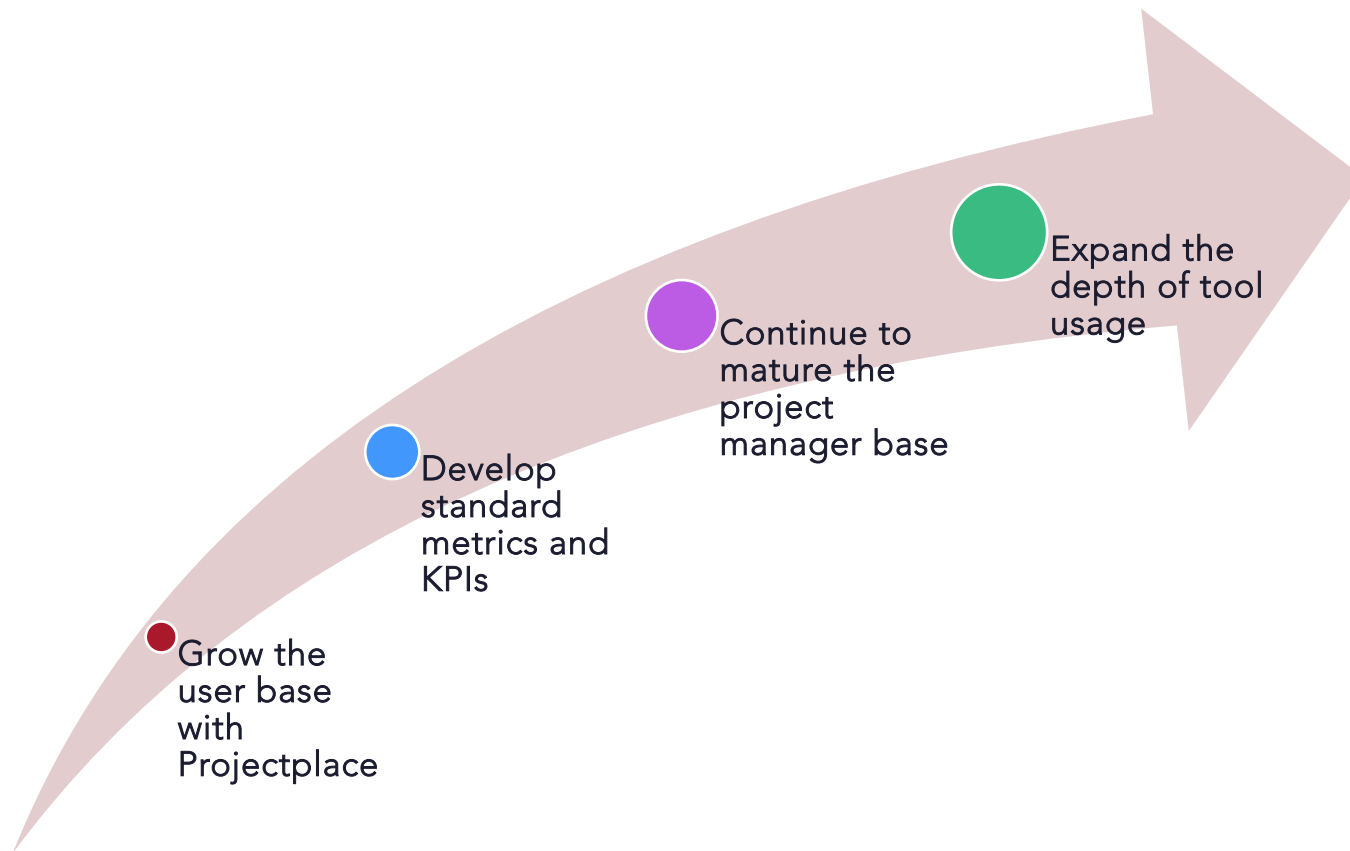 Grow the
user base
with
Projectplace
Develop
standard
metrics and
KPIs
Continue to
mature the
project
manager base
Expand the
depth of tool
usage